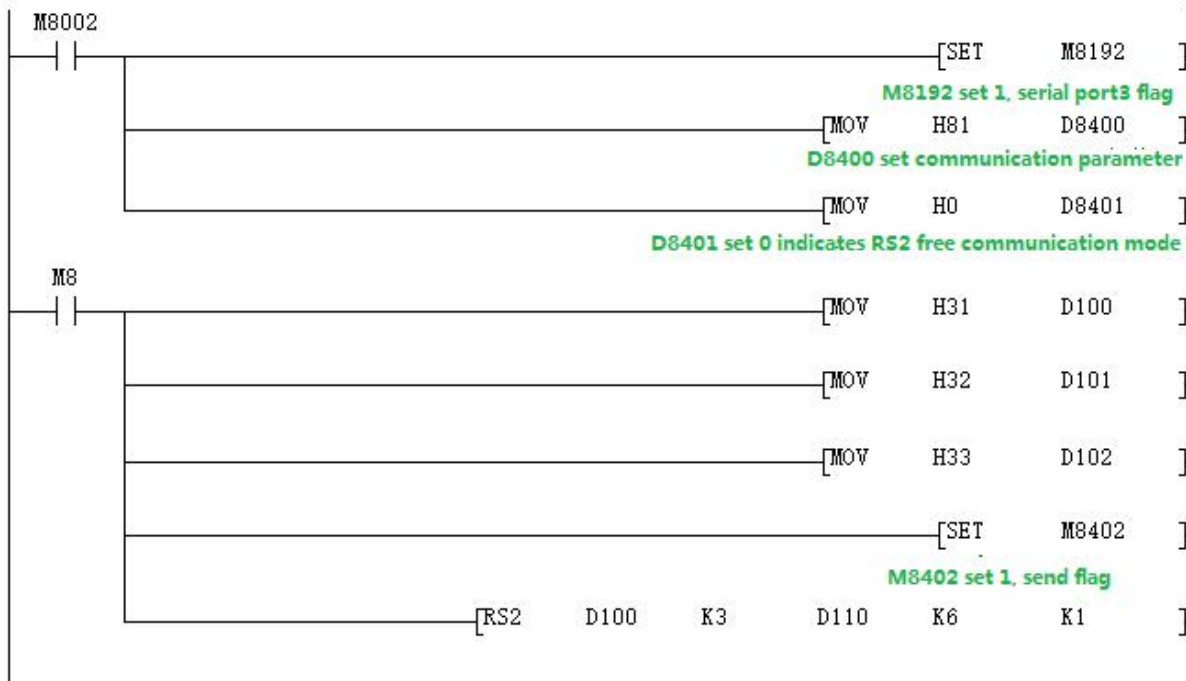 M8002
[SET M8192 ]
M8192 set 1, serial port3 flag
[MOV H81 D8400 ]
D8400 set communication parameter
[MOV H0 D8401 ]
D8401 set 0 indicates RS2 free communication mode
M8
[MOV H31 D100 ]
[MOV H32 D101 ]
[MOV H33 D102 ]
[SET M8402 ]
M8402 set 1, send flag
[RS2 D100 K3 D110 K6 K1 ]